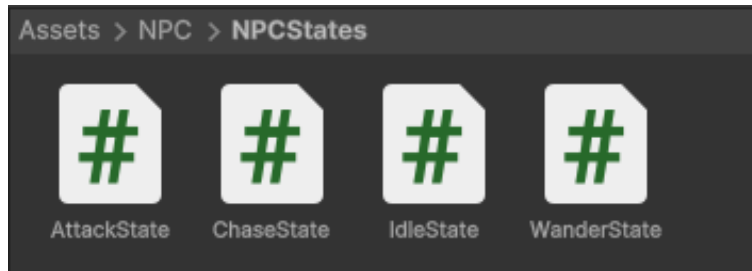 Assets > NPC > NPCStates
#
#
#
#
AttackState
ChaseState
IdleState
WanderState